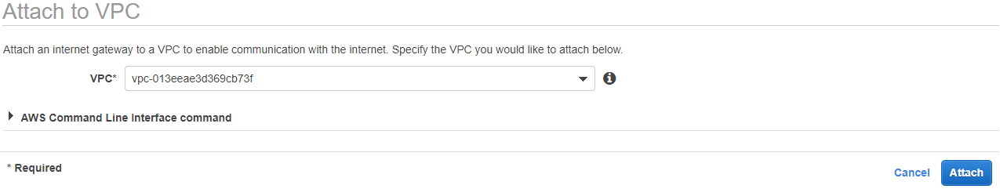 Attach to VPC
Attach an internet gateway to a VPC to enable communication with the internet. Specify the VPC you would like to attach below.
VPC* vpc-013eeae3d369cb73f
AWS Command Line Interface command
* Required
Cancel Attach